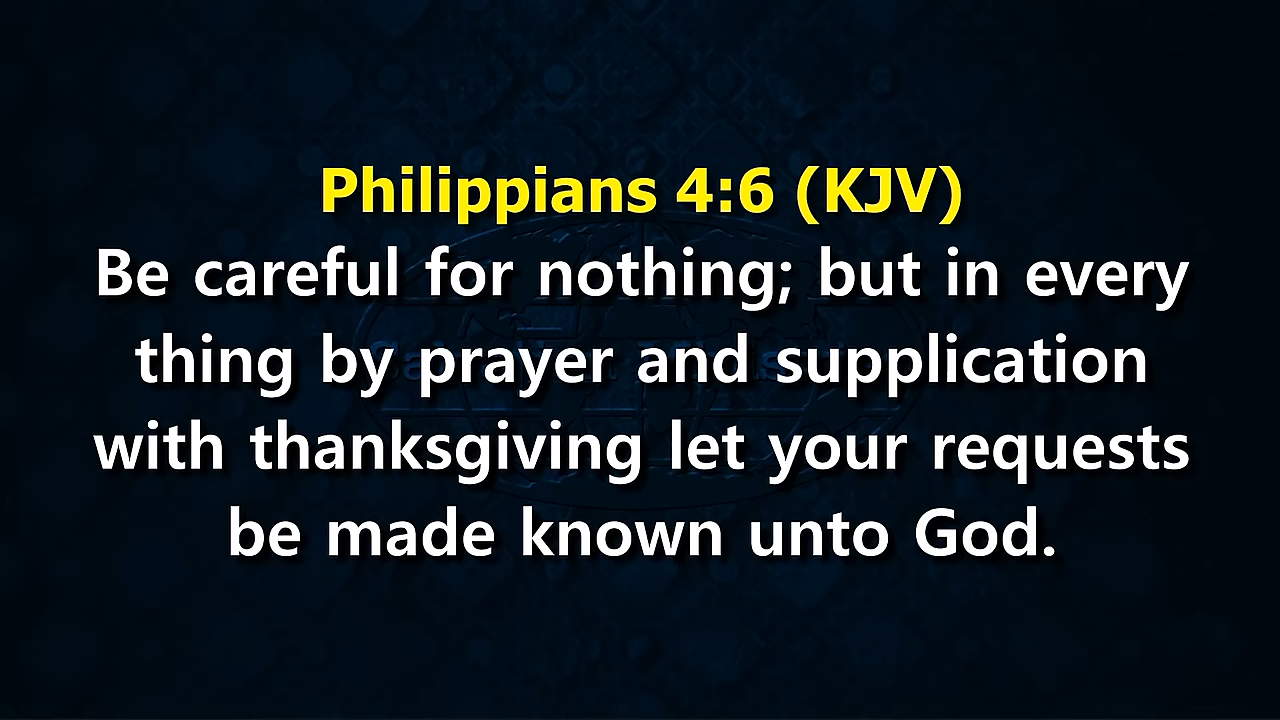 Philippians 4:6 (KJV)
Be careful for nothing; but in every
thing by prayer and supplication
with thanksgiving let your requests
be made known unto God.